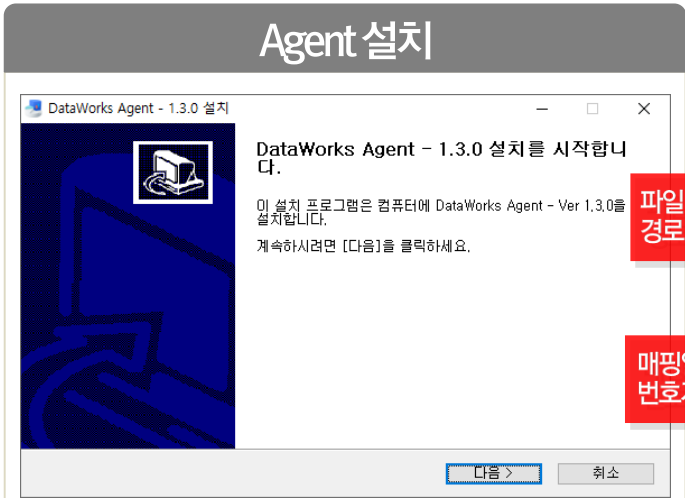 Agent 설치
DataWorks Agent - 1.3.0 설치
DataWorks Agent - 1.3.0 설치를 시작합니
다.
이 설치 프로그램은 컴퓨터에 DataWorks Agent - Ver 1.3.0을
설치합니다.
계속하시려면 [다음]을 클릭하세요.
파일
경로
다음 >
취소